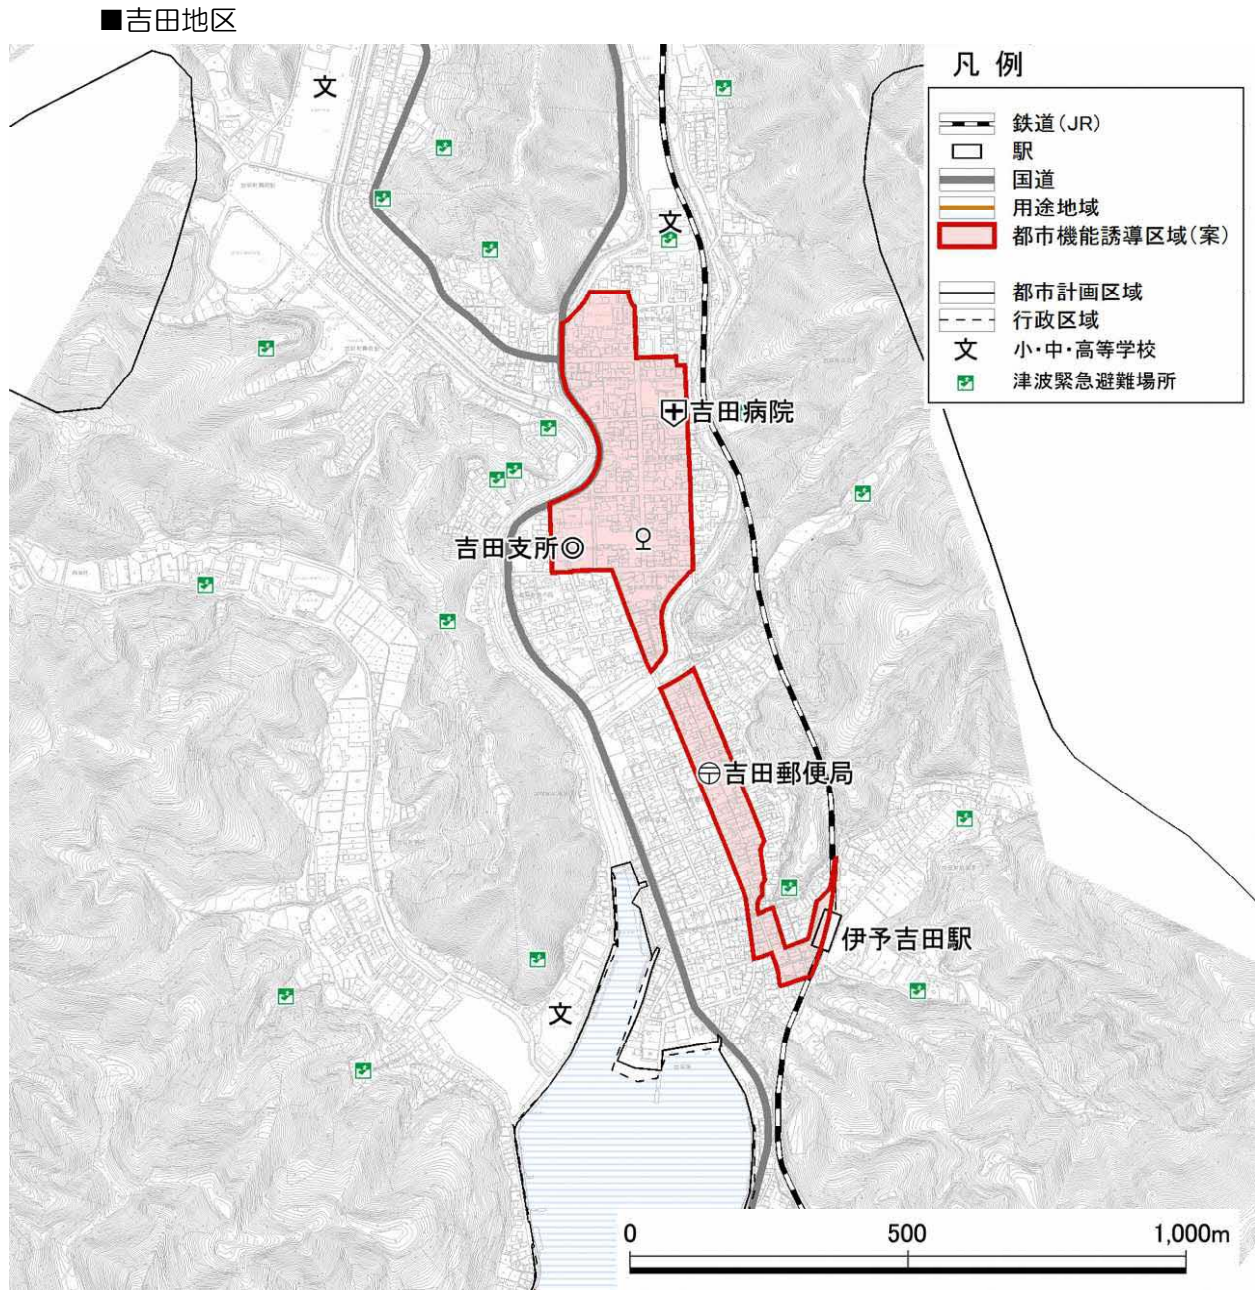 ■吉田地区
凡 例
鉄道(JR)
駅
国道
用途地域
都市機能誘導区域(案)
都市計画区域
行政区域
文 小・中・高等学校
津波緊急避難場所
文
文
吉田病院
吉田支所
吉田郵便局
伊予吉田駅
文
0 500 1,000m